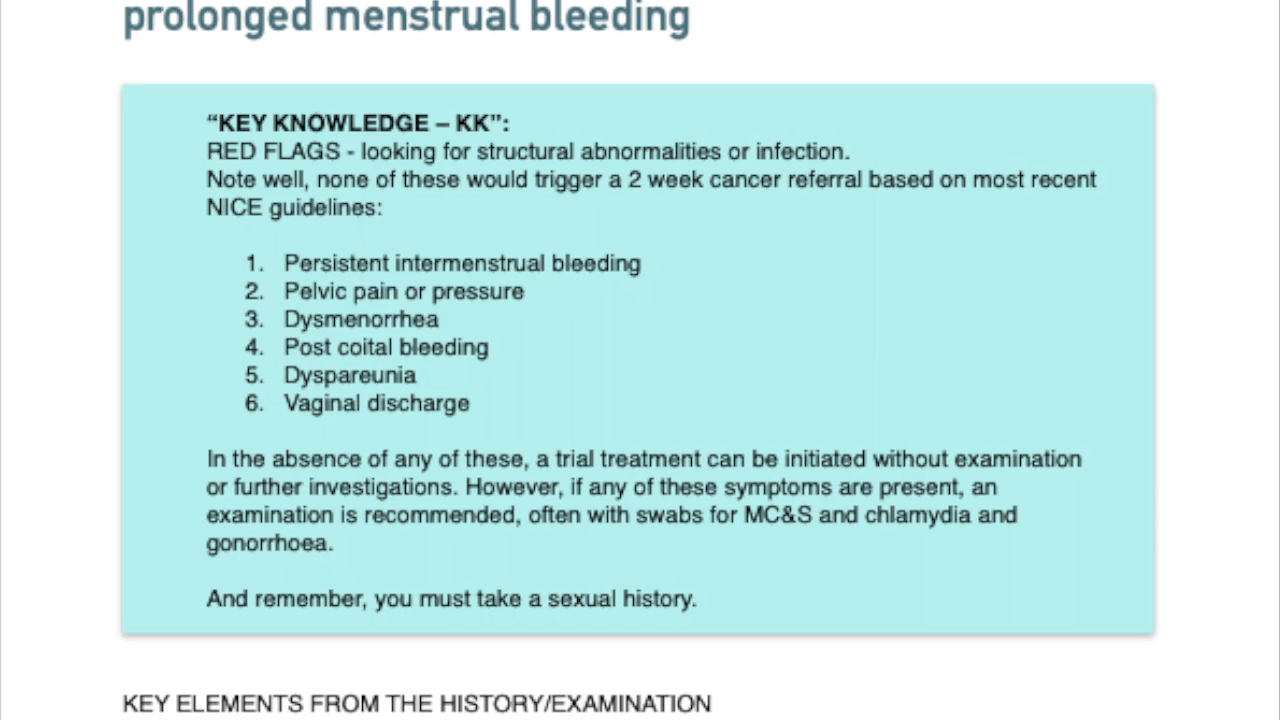 prolonged menstrual bleeding
“KEY KNOWLEDGE – KK”:
RED FLAGS - looking for structural abnormalities or infection.
Note well, none of these would trigger a 2 week cancer referral based on most recent
NICE guidelines:
1. Persistent intermenstrual bleeding
2. Pelvic pain or pressure
3. Dysmenorrhea
4. Post coital bleeding
5. Dyspareunia
6. Vaginal discharge
In the absence of any of these, a trial treatment can be initiated without examination
or further investigations. However, if any of these symptoms are present, an
examination is recommended, often with swabs for MC&S and chlamydia and
gonorrhoea.
And remember, you must take a sexual history.
KEY ELEMENTS FROM THE HISTORY/EXAMINATION